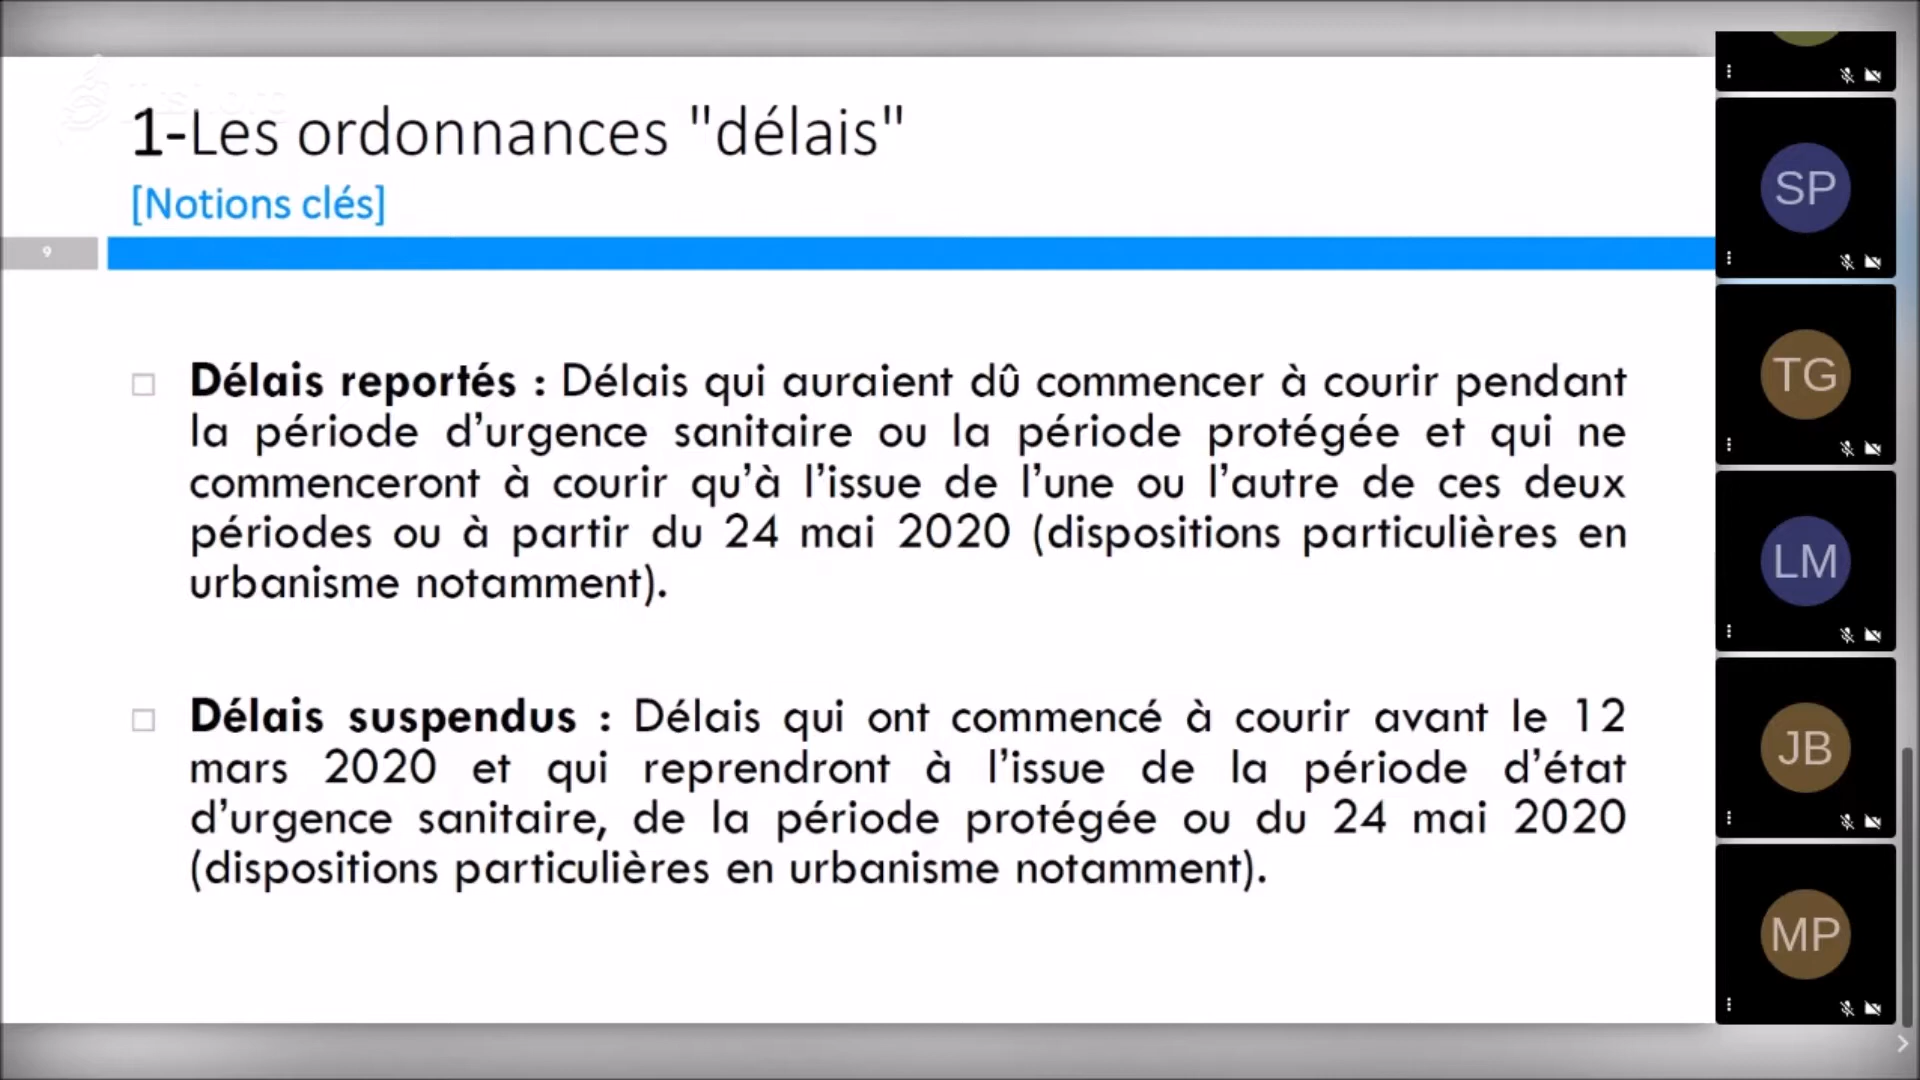 1-Les ordonnances "délais"
[Notions clés]
9
Délais reportés : Délais qui auraient dû commencer à courir pendant
la période d’urgence sanitaire ou la période protégée et qui ne
commenceront à courir qu’à l’issue de l’une ou l’autre de ces deux
périodes ou à partir du 24 mai 2020 (dispositions particulières en
urbanisme notamment).
Délais suspendus : Délais qui ont commencé à courir avant le 12
mars 2020 et qui reprendront à l’issue de la période d’état
d’urgence sanitaire, de la période protégée ou du 24 mai 2020
(dispositions particulières en urbanisme notamment).
SP
TG
LM
JB
MP